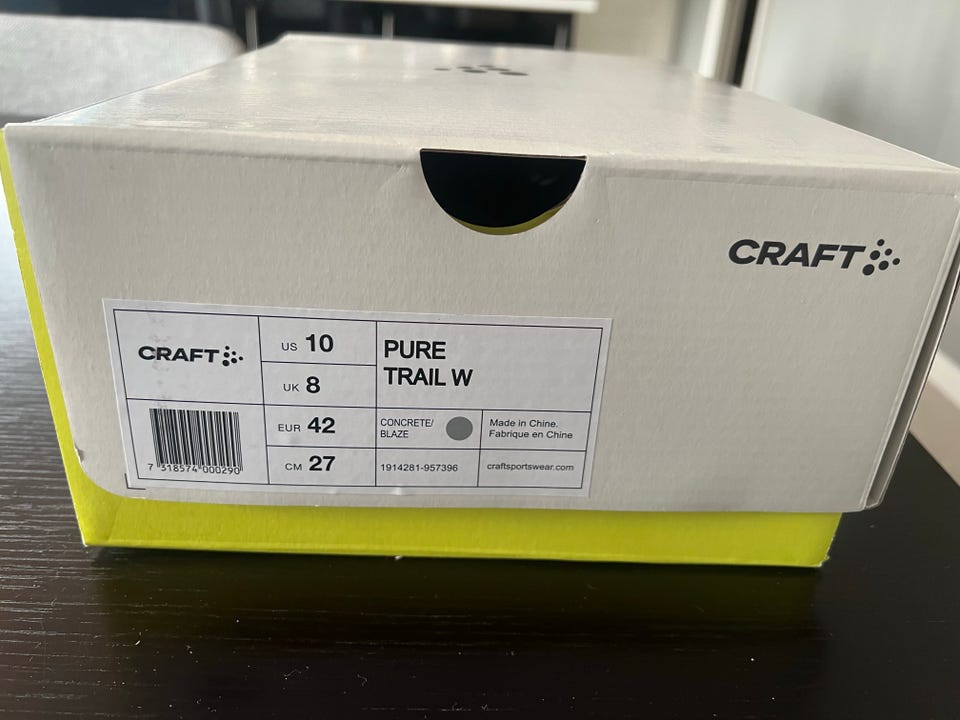 CRAFT
CRAFT
US 10
UK 8
EUR 42
CM 27
7 318574 000290
PURE
TRAIL W
CONCRETE/
BLAZE
Made in Chine.
Fabrique en Chine
1914281-957396
craftsportswear.com